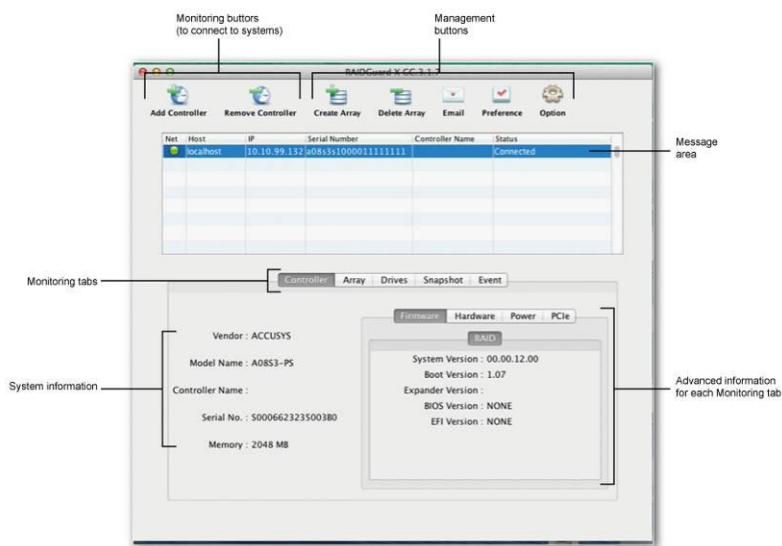 Monitoring buttors
(to connect to systems)
Management
buttons
RAIDGuard X GC.3.1.7
Add Controller Remove Controller Create Array Delete Array Email Preference Option
Net Host IP Serial Number Controller Name Status
localhost 10.10.99.132 a08s3s1000011111111 Connected
Message
area
Monitoring tabs
Controller Array Drives Snapshot Event
Firmware Hardware Power PCIe
RAID
System information
Vendor : ACCUSYS
Model Name : A08S3-PS
Controller Name :
Serial No. : S0006623235003B0
Memory : 2048 MB
System Version : 00.00.12.00
Boot Version : 1.07
Expander Version :
BIOS Version : NONE
EFI Version : NONE
Advanced information
for each Monitoring tab